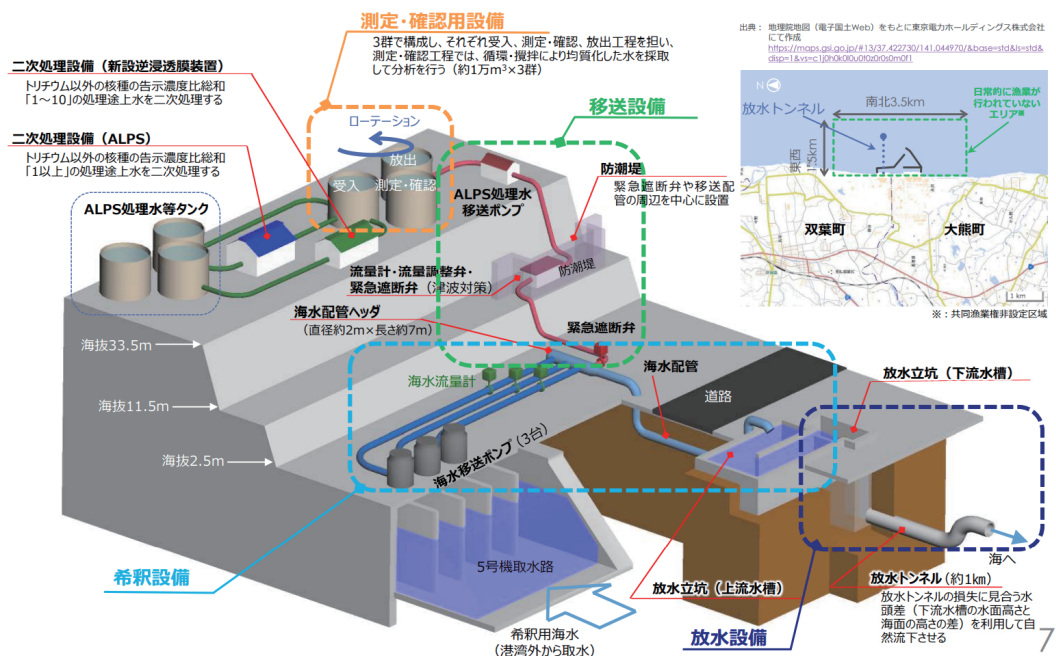 測定・確認用設備
3群で構成し、それぞれ受入、測定・確認、放出工程を担い、
測定・確認工程では、循環・撹拌により均質化した水を採取
して分析を行う(約1万m³×3群)
出典: 地理院地図(電子国土Web)をもとに東京電力ホールディングス株式会社
にて作成
https://maps.gsi.go.jp/#13/37.422730/141.044970/&base=std&ls=std&
disp=1&vs=c1j0h0k0l0u0t0z0r0s0m0f1
二次処理設備(新設逆浸透膜装置)
トリチウム以外の核種の告示濃度比総和
「1~10」の処理途上水を二次処理する
二次処理設備(ALPS)
トリチウム以外の核種の告示濃度比総和
「1以上」の処理途上水を二次処理する
ALPS処理水等タンク
ローテーション
放出
受入
測定・確認
移送設備
ALPS処理水
移送ポンプ
防潮堤
緊急遮断弁や移送配
管の周辺を中心に設置
防潮堤
流量計・流量調整弁・
緊急遮断弁(津波対策)
海水配管ヘッダ
(直径約2m×長さ約7m)
緊急遮断弁
N
南北3.5km
日常的に漁業が
行われていない
エリア※
放水トンネル
東西
1.5km
双葉町
大熊町
1 km
※:共同漁業権非設定区域
海抜33.5m
海抜11.5m
海抜2.5m
海水流量計
海水移送ポンプ(3台)
海水配管
道路
放水立坑(下流水槽)
希釈設備
5号機取水路
希釈用海水
(港湾外から取水)
放水立坑(上流水槽)
放水設備
海へ
放水トンネル(約1km)
放水トンネルの損失に見合う水
頭差(下流水槽の水面高さと
海面の高さの差)を利用して自
然流下させる
7